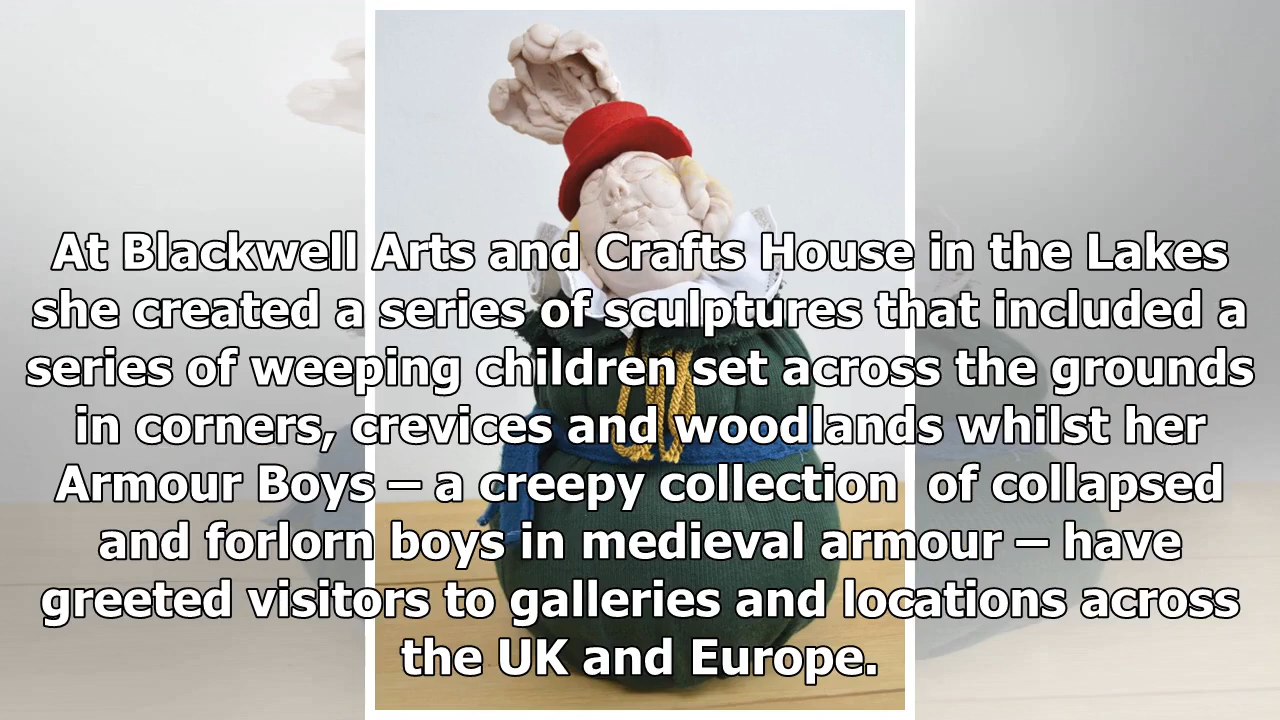 At Blackwell Arts and Crafts House in the Lakes
she created a series of sculptures that included a
series of weeping children set across the grounds
in corners, crevices and woodlands whilst her
Armour Boys – a creepy collection  of collapsed
and forlorn boys in medieval armour – have
greeted visitors to galleries and locations across
the UK and Europe.